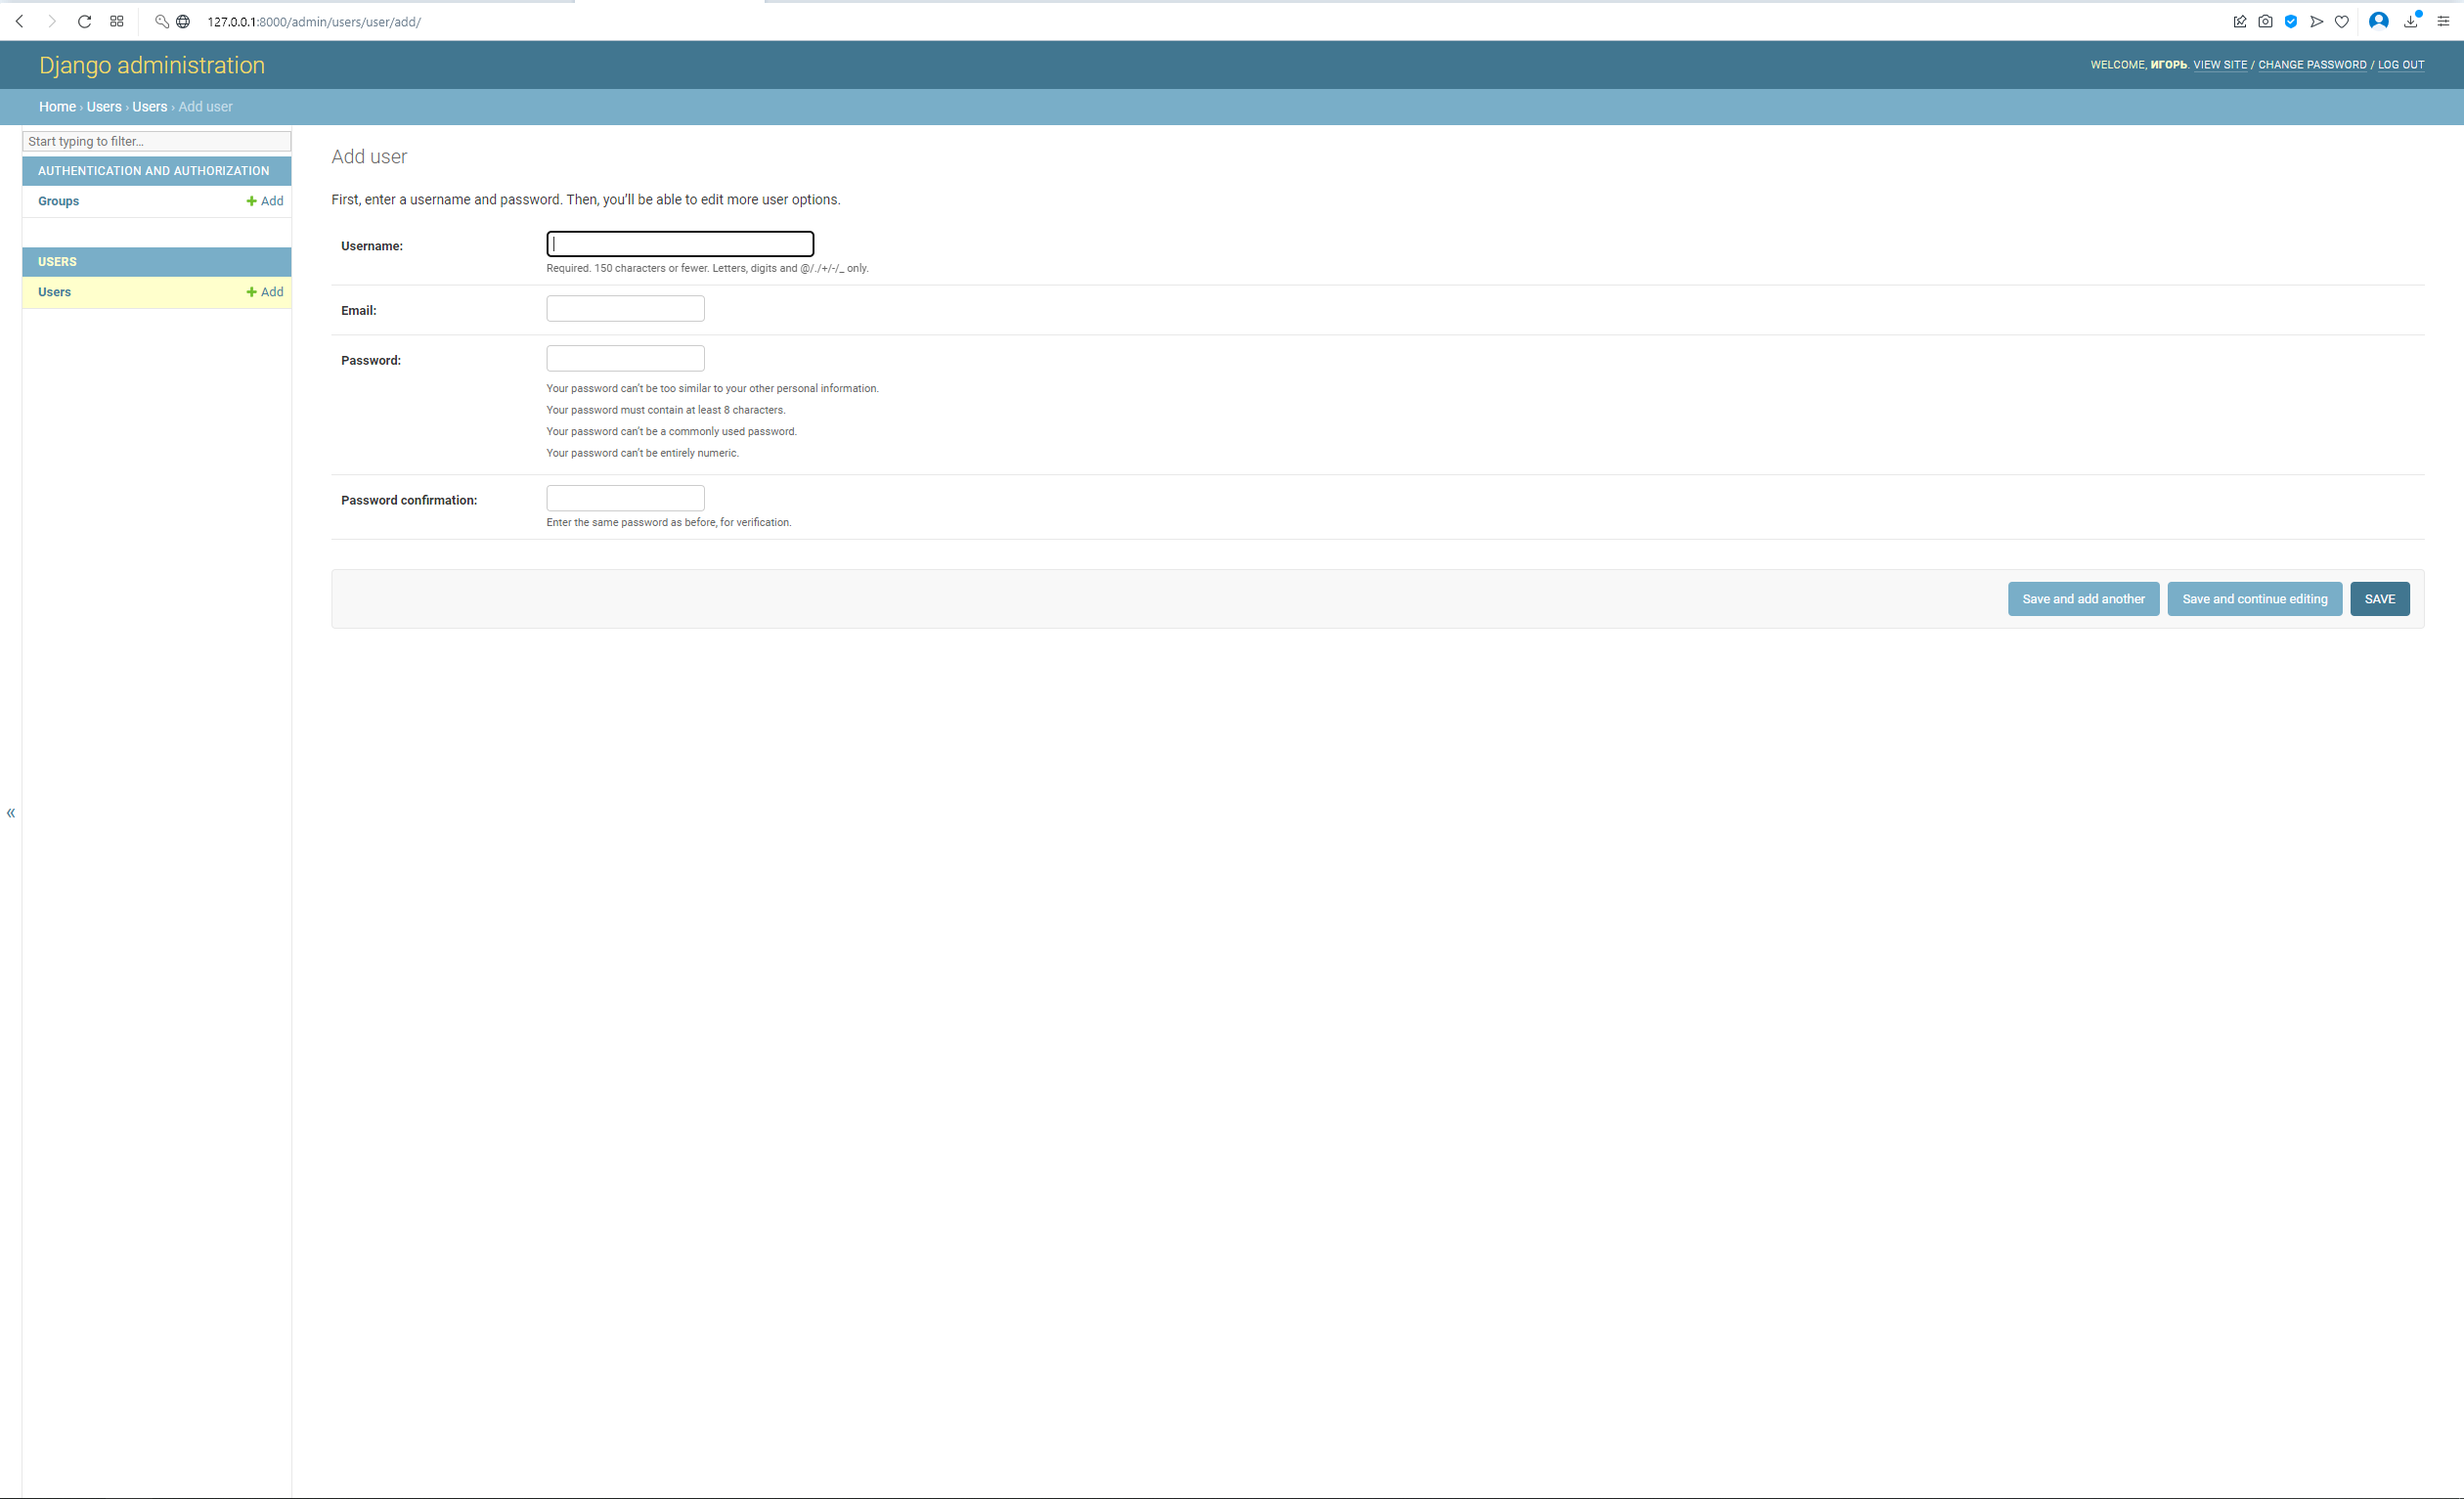 127.0.0.1:8000/admin/users/user/add/
Django administration
WELCOME, ИГОРЬ. VIEW SITE / CHANGE PASSWORD / LOG OUT
Home › Users › Users › Add user
Start typing to filter...
AUTHENTICATION AND AUTHORIZATION
Groups + Add
USERS
Users + Add
«
Add user
First, enter a username and password. Then, you'll be able to edit more user options.
Username:
Required. 150 characters or fewer. Letters, digits and @/./+/-/_ only.
Email:
Password:
Your password can't be too similar to your other personal information.
Your password must contain at least 8 characters.
Your password can't be a commonly used password.
Your password can't be entirely numeric.
Password confirmation:
Enter the same password as before, for verification.
Save and add another Save and continue editing SAVE